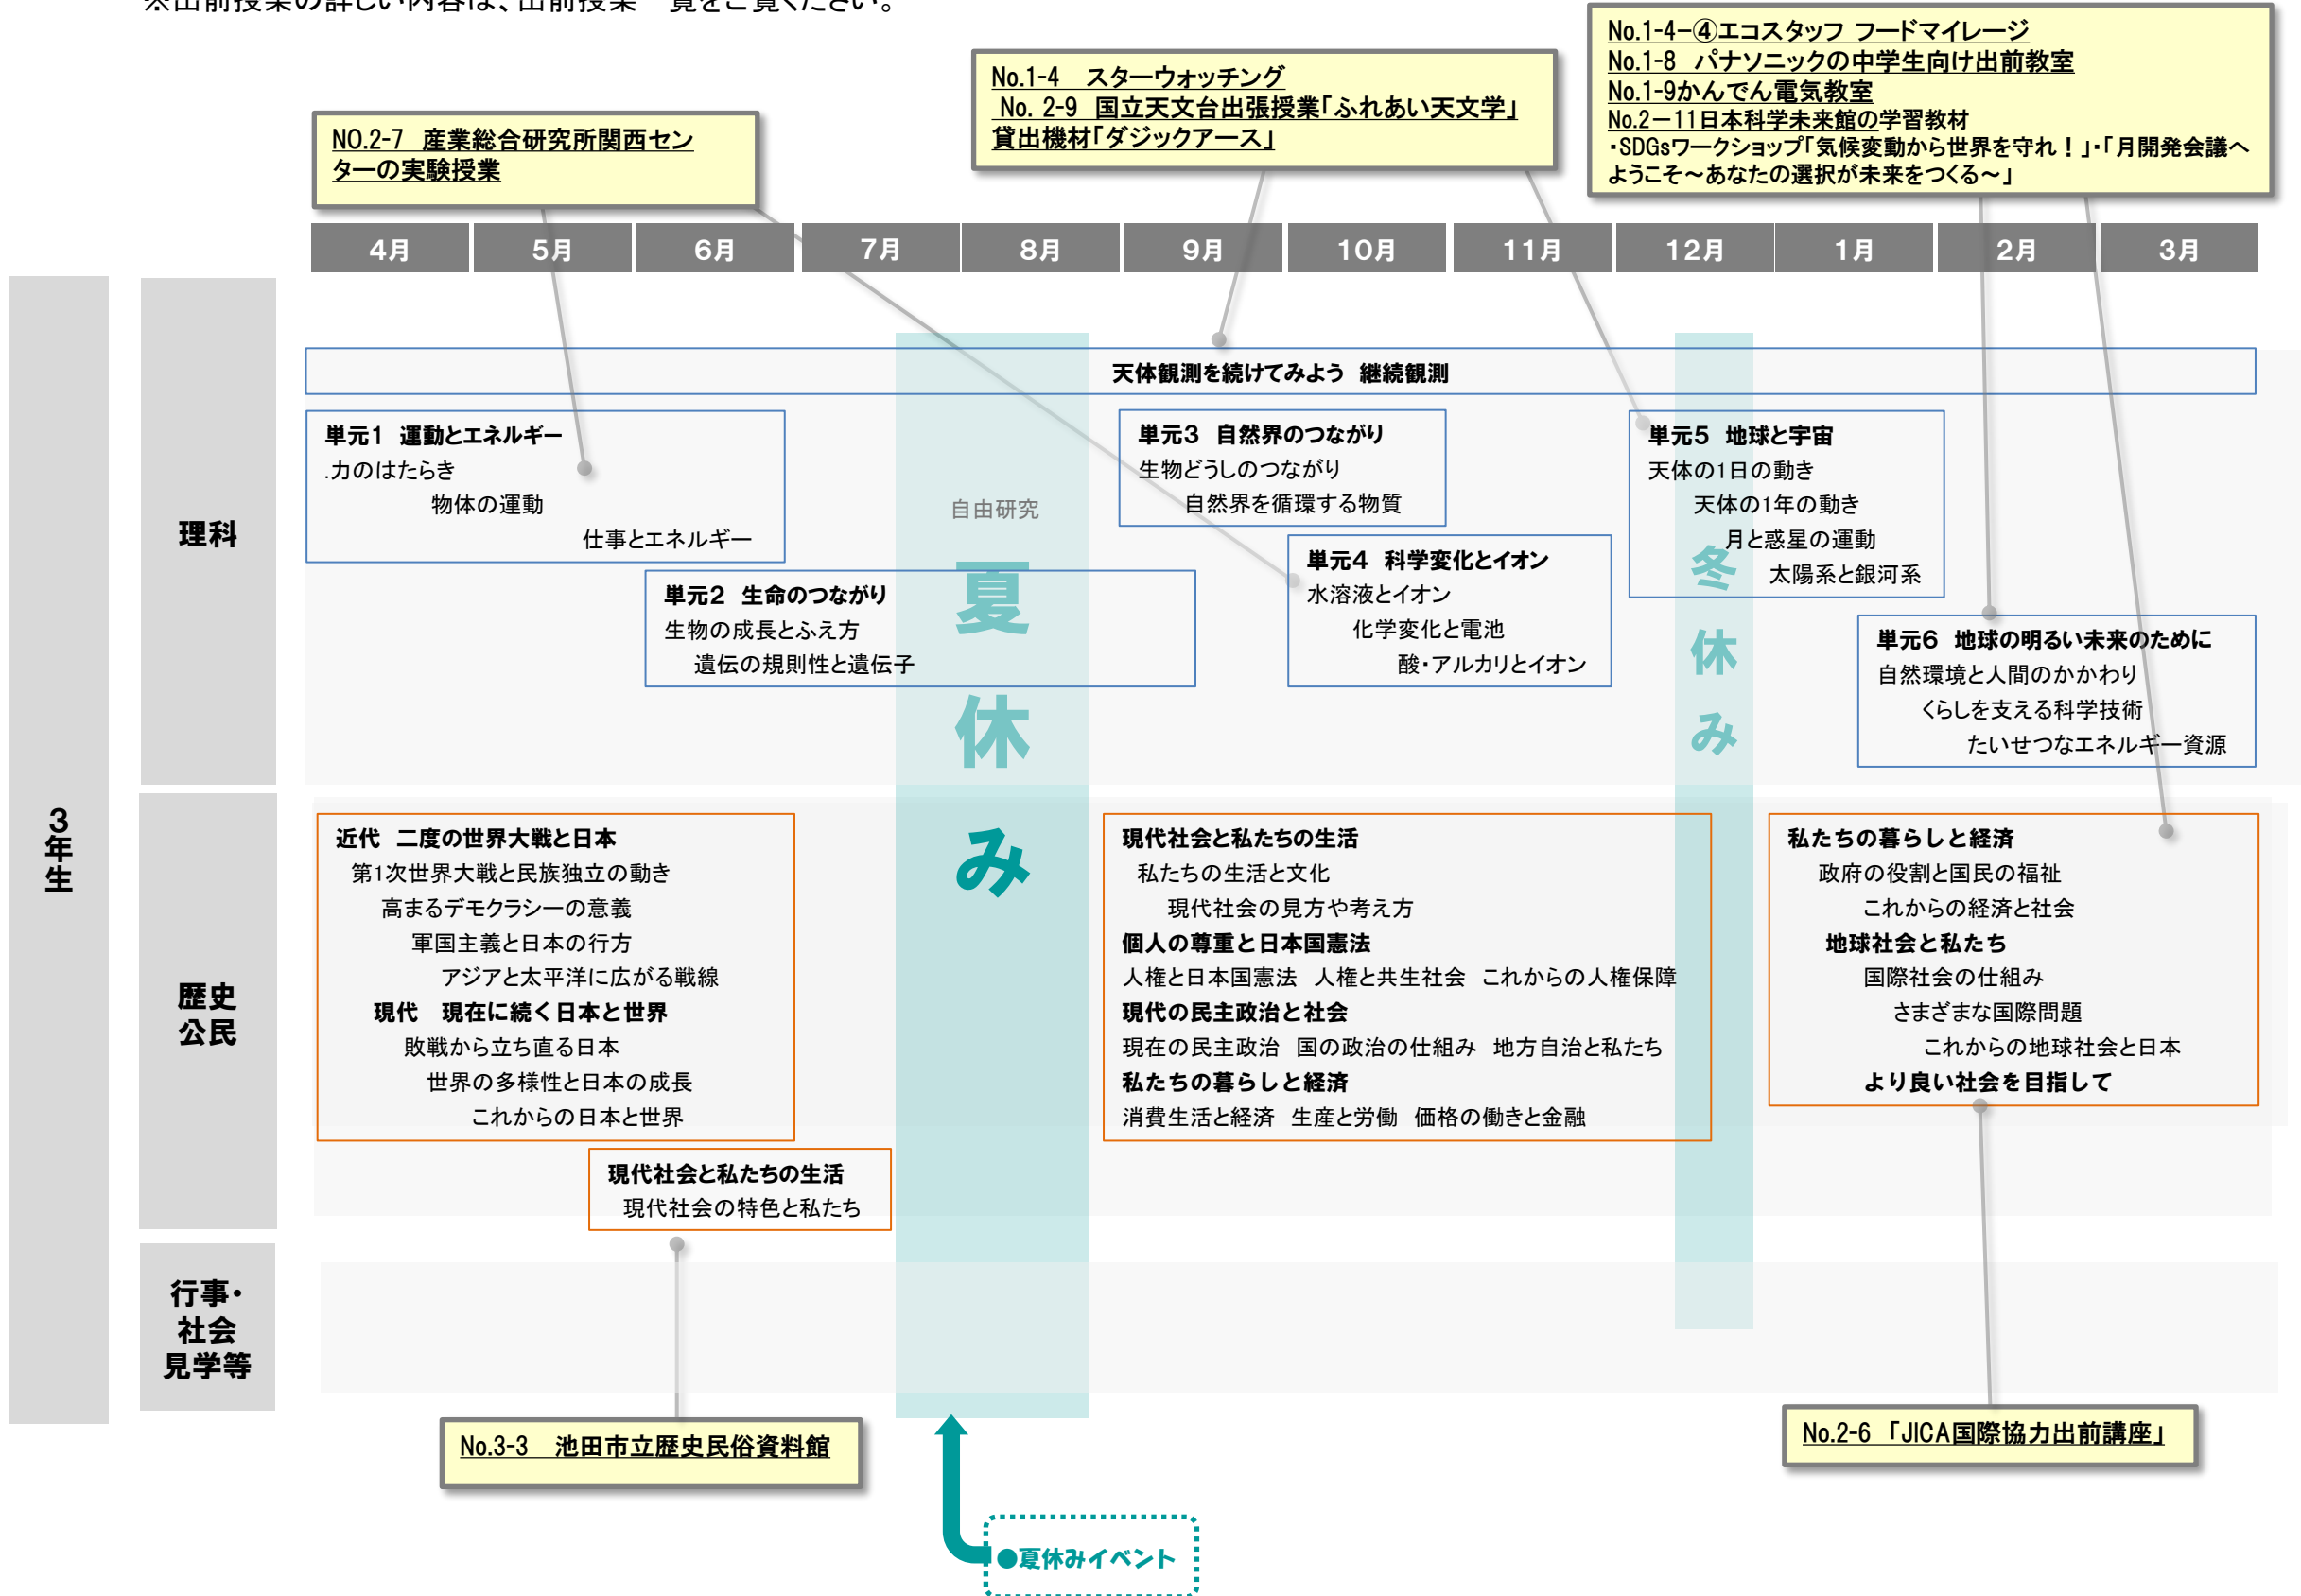 ※出前授業の詳しい内容は、出前授業一覧をご覧ください。
No.1-4-④エコスタッフ フードマイレージ
No.1-8 パナソニックの中学生向け出前教室
No.1-9かんでん電気教室
No.2－11日本科学未来館の学習教材
・SDGsワークショップ「気候変動から世界を守れ！」・「月開発会議へ
ようこそ～あなたの選択が未来をつくる～」
No.1-4 スターウォッチング
No. 2-9 国立天文台出張授業「ふれあい天文学」
貸出機材「ダジックアース」
NO.2-7 産業総合研究所関西セン
ターの実験授業
4月 5月 6月 7月 8月 9月 10月 11月 12月 1月 2月 3月
3年生
理科
天体観測を続けてみよう 継続観測
単元1 運動とエネルギー
.力のはたらき
物体の運動
仕事とエネルギー
単元2 生命のつながり
生物の成長とふえ方
遺伝の規則性と遺伝子
自由研究
夏休み
単元3 自然界のつながり
生物どうしのつながり
自然界を循環する物質
単元4 科学変化とイオン
水溶液とイオン
化学変化と電池
酸・アルカリとイオン
単元5 地球と宇宙
天体の1日の動き
天体の1年の動き
月と惑星の運動
太陽系と銀河系
冬休み
単元6 地球の明るい未来のために
自然環境と人間のかかわり
くらしを支える科学技術
たいせつなエネルギー資源
歴史
公民
近代 二度の世界大戦と日本
第1次世界大戦と民族独立の動き
高まるデモクラシーの意義
軍国主義と日本の行方
アジアと太平洋に広がる戦線
現代 現在に続く日本と世界
敗戦から立ち直る日本
世界の多様性と日本の成長
これからの日本と世界
現代社会と私たちの生活
現代社会の特色と私たち
現代社会と私たちの生活
私たちの生活と文化
現代社会の見方や考え方
個人の尊重と日本国憲法
人権と日本国憲法 人権と共生社会 これからの人権保障
現代の民主政治と社会
現在の民主政治 国の政治の仕組み 地方自治と私たち
私たちの暮らしと経済
消費生活と経済 生産と労働 価格の働きと金融
私たちの暮らしと経済
政府の役割と国民の福祉
これからの経済と社会
地球社会と私たち
国際社会の仕組み
さまざまな国際問題
これからの地球社会と日本
より良い社会を目指して
行事・
社会
見学等
No.3-3 池田市立歴史民俗資料館
No.2-6 「JICA国際協力出前講座」
●夏休みイベント